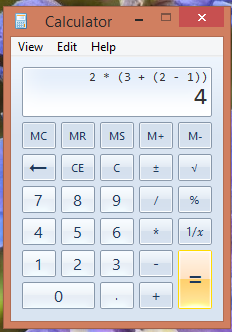 Calculator
View Edit Help
2 * (3 + (2 - 1))
4
MC MR MS M+ M-
← CE C ± √
7 8 9 / %
4 5 6 * 1/x
1 2 3 - =
0 . +